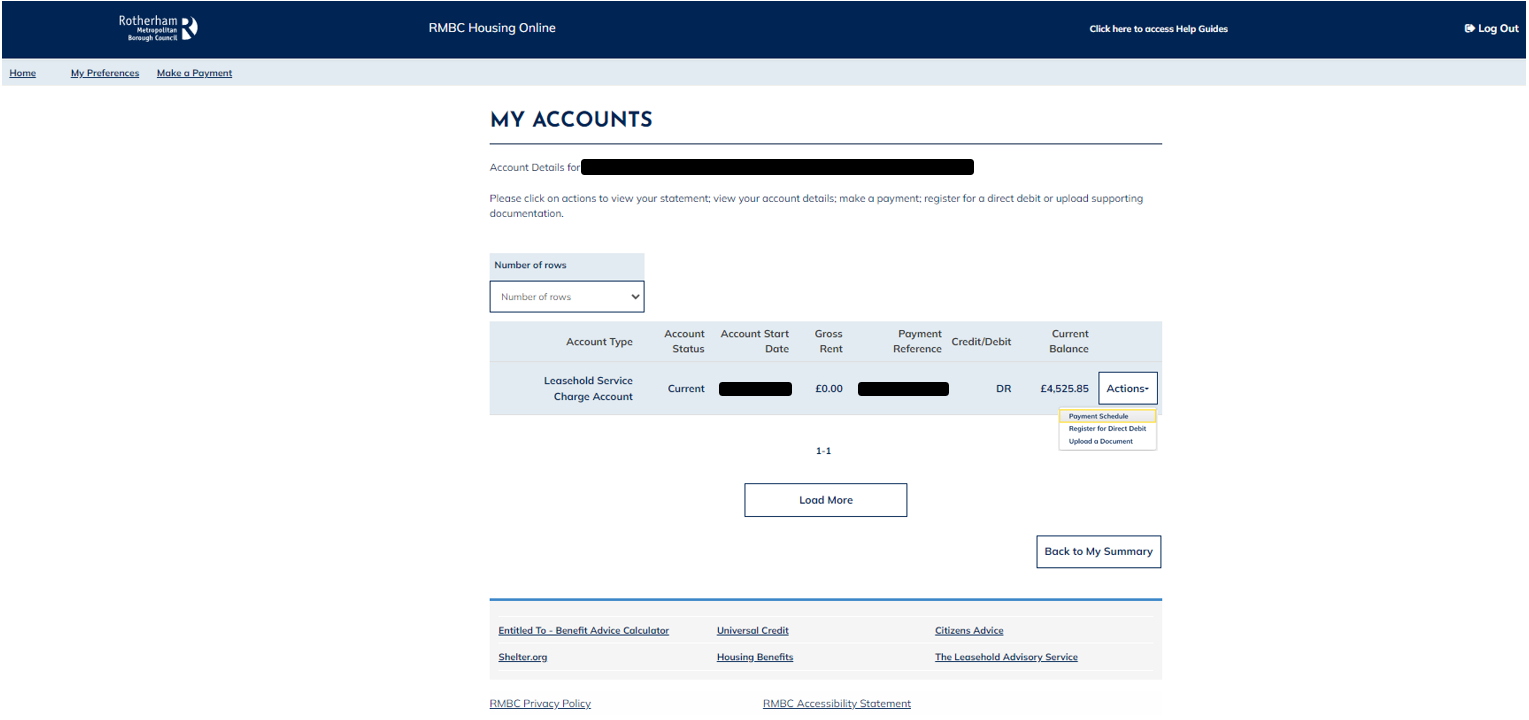 Rotherham
Metropolitan
Borough Council
RMBC Housing Online
Click here to access Help Guides
Log Out
Home
My Preferences
Make a Payment
MY ACCOUNTS
Account Details for
Please click on actions to view your statement; view your account details; make a payment; register for a direct debit or upload supporting
documentation.
Number of rows
Number of rows
Account Type
Account
Status
Account Start
Date
Gross
Rent
Payment
Reference
Credit/Debit
Current
Balance
Leasehold Service
Charge Account
Current
£0.00
DR
£4,525.85
Actions
Payment Schedule
Register for Direct Debit
Upload a Document
1-1
Load More
Back to My Summary
Entitled To - Benefit Advice Calculator
Universal Credit
Citizens Advice
Shelter.org
Housing Benefits
The Leasehold Advisory Service
RMBC Privacy Policy
RMBC Accessibility Statement